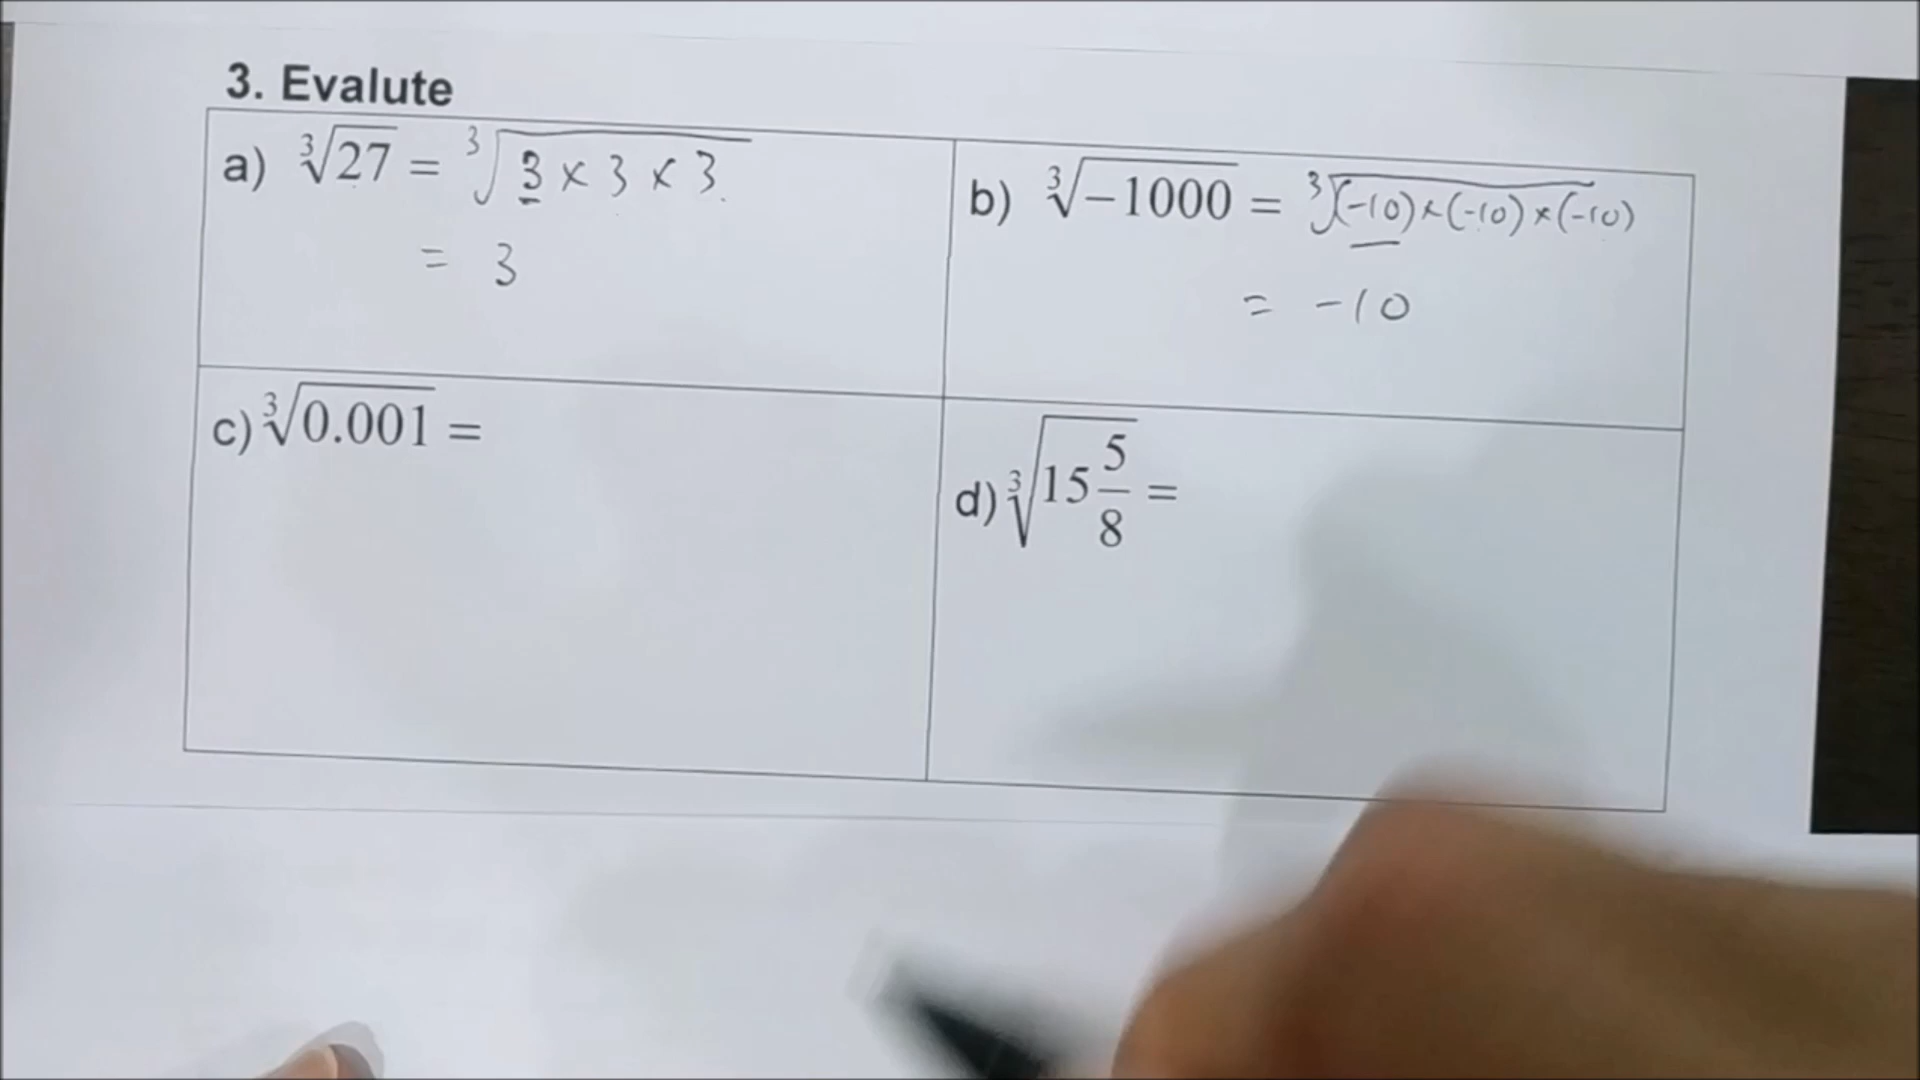 3. Evalute
a) ∛27 = ∛3 × 3 × 3
= 3
b) ∛−1000 = ∛(−10)×(−10)×(−10)
= −10
c) ∛0.001 =
d) ∛15 5/8 =